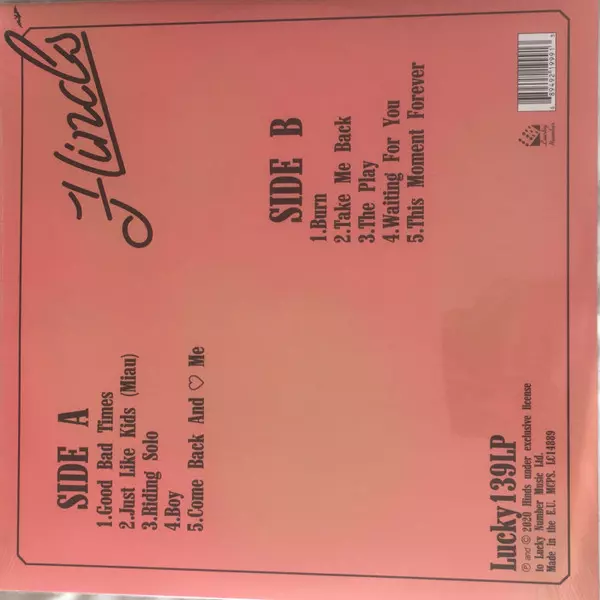 Hinds
SIDE A
1.Good Bad Times
2.Just Like Kids (Miau)
3.Riding Solo
4.Boy
5.Come Back And ♡ Me
SIDE B
1.Burn
2.Take Me Back
3.The Play
4.Waiting For You
5.This Moment Forever
Lucky139LP
℗ and © 2020 Hinds under exclusive license
to Lucky Number Music Ltd.
Made in the E.U. MCPS. LC14889
Lucky
Number